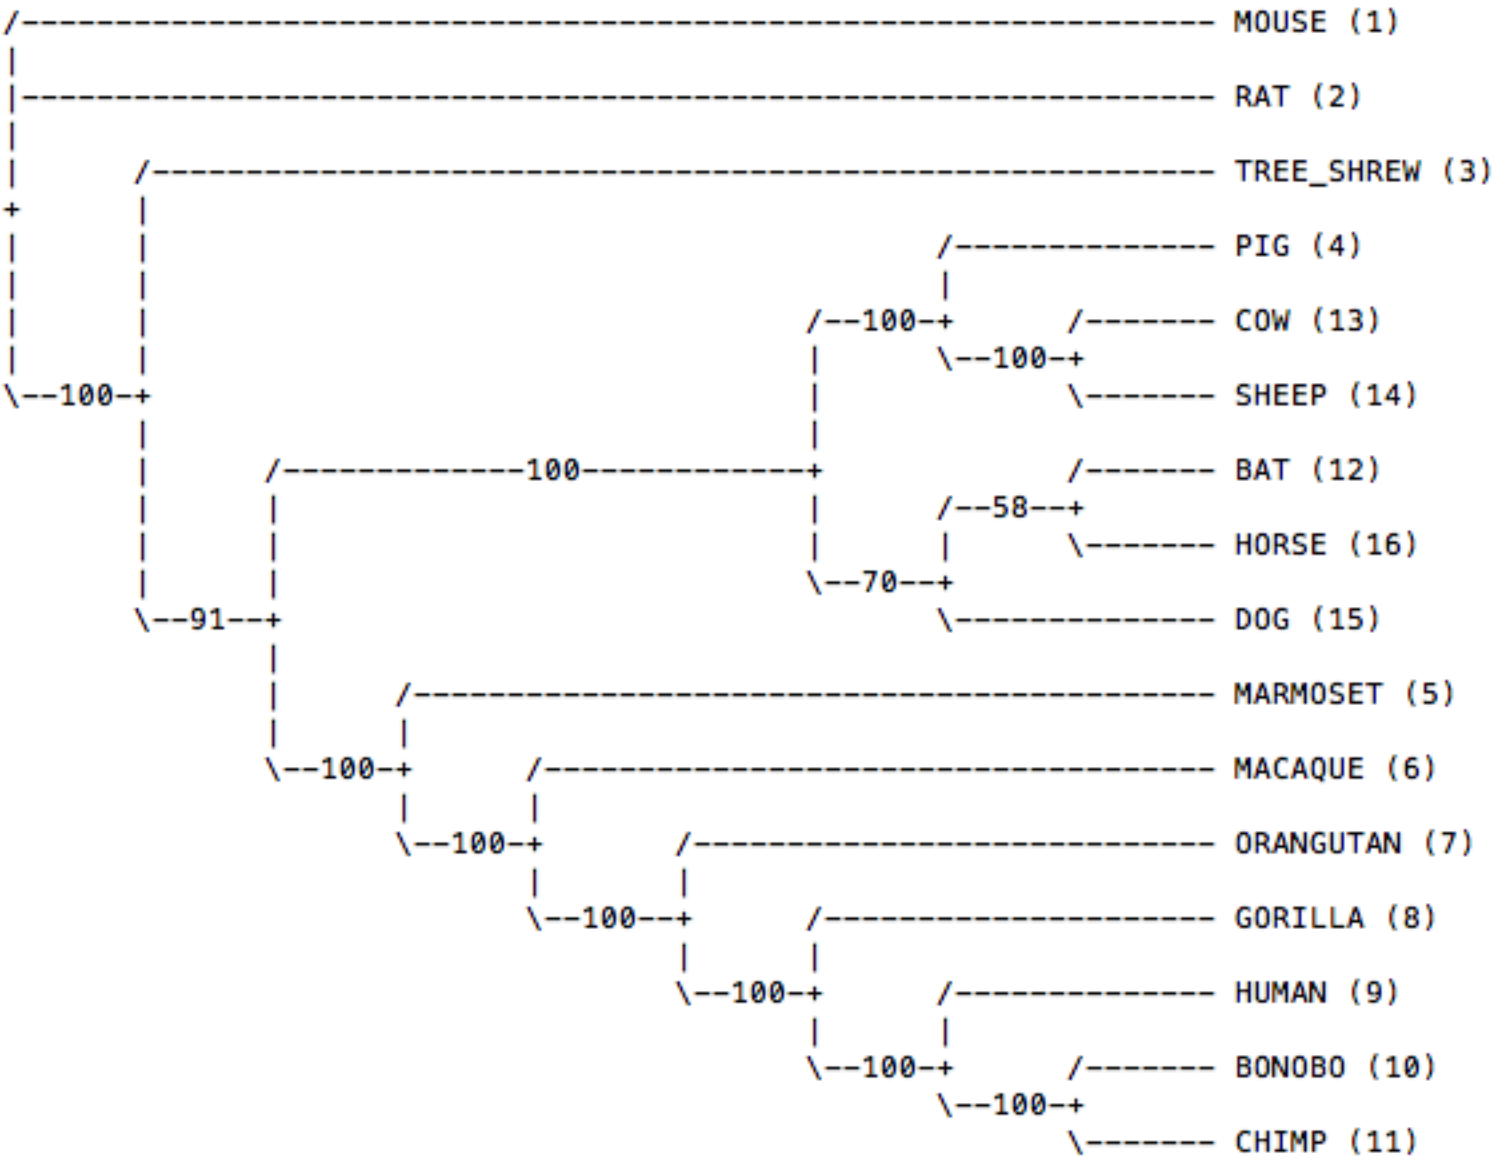 /---------------------------------------------------------------- MOUSE (1)
|
|---------------------------------------------------------------- RAT (2)
|
|      /--------------------------------------------------------- TREE_SHREW (3)
+      |
|      |                                          /-------------- PIG (4)
|      |                                          |
|      |                                   /--100-+      /------- COW (13)
|      |                                   |      \--100-+
\--100-+                                   |             \------- SHEEP (14)
       |                                   |
       |      /-------------100------------+             /------- BAT (12)
       |      |                            |      /--58--+
       |      |                            |      |      \------- HORSE (16)
       |      |                            \--70--+
       \--91--+                                   \-------------- DOG (15)
              |
              |      /------------------------------------------- MARMOSET (5)
              |      |
              \--100-+      /------------------------------------ MACAQUE (6)
                     |      |
                     \--100-+       /---------------------------- ORANGUTAN (7)
                            |       |
                            \--100--+      /--------------------- GORILLA (8)
                                    |      |
                                    \--100-+      /-------------- HUMAN (9)
                                           |      |
                                           \--100-+      /------- BONOBO (10)
                                                  \--100-+
                                                         \------- CHIMP (11)